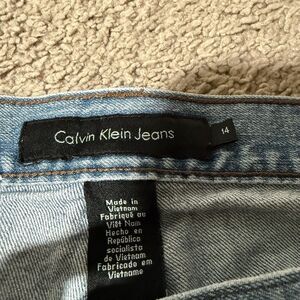 Calvin Klein Jeans
14
Made in
Vietnam
Fabriqué au
Viêt Nam
Hecho en
República
socialista
de Vietnam
Fabricado em
Vietname